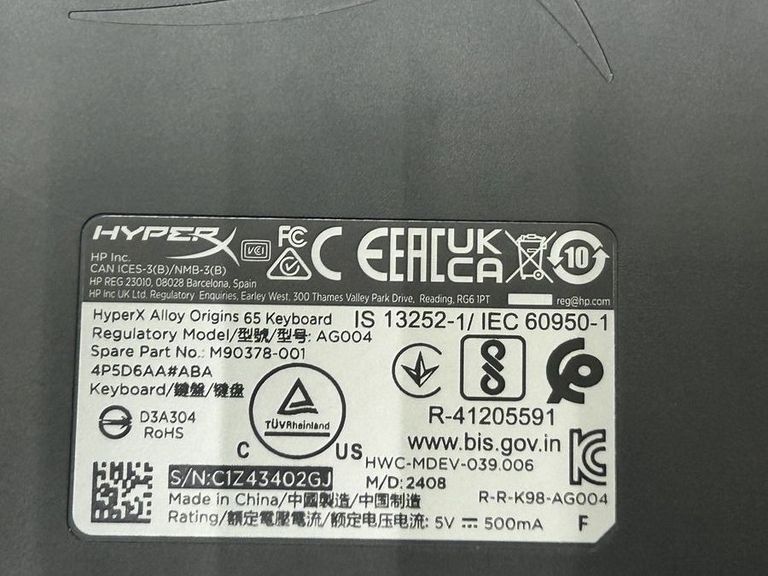 HYPERX
VCI
FC
CE
EAC
UK
CA
10
HP Inc.
CAN ICES-3(B)/NMB-3(B)
HP REG 23010, 08028 Barcelona, Spain
HP Inc UK Ltd, Regulatory Enquiries, Earley West, 300 Thames Valley Park Drive, Reading, RG6 1PT
reg@hp.com
HyperX Alloy Origins 65 Keyboard
IS 13252-1/ IEC 60950-1
Regulatory Model/型號/型号: AG004
Spare Part No.: M90378-001
4P5D6AA#ABA
Keyboard/鍵盤/键盘
R-41205591
www.bis.gov.in
D3A304
RoHS
TÜVRheinland
C US
HWC-MDEV-039.006
S/N:C1Z43402GJ
M/D: 2408
Made in China/中國製造/中国制造
R-R-K98-AG004
Rating/額定電壓電流/额定电压电流: 5V ⎓ 500mA
F